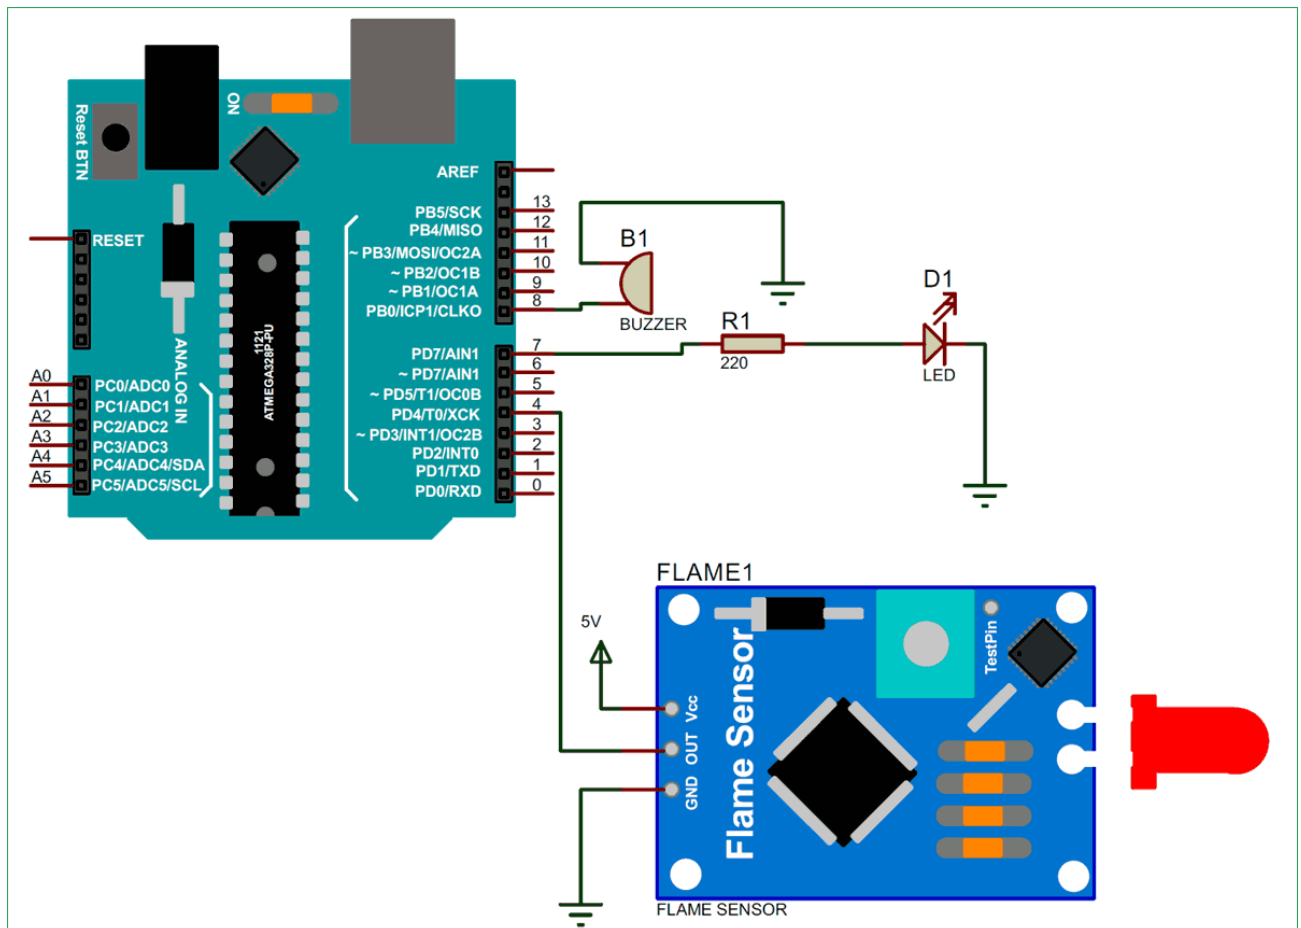 Reset BTN
ON
AREF
PB5/SCK 13
PB4/MISO 12
~ PB3/MOSI/OC2A 11
~ PB2/OC1B 10
~ PB1/OC1A 9
PB0/ICP1/CLKO 8
RESET
ANALOG IN
1121
ATMEGA328P-PU
PD7/AIN1 7
~ PD7/AIN1 6
~ PD5/T1/OC0B 5
PD4/T0/XCK 4
~ PD3/INT1/OC2B 3
PD2/INT0 2
PD1/TXD 1
PD0/RXD 0
A0 PC0/ADC0
A1 PC1/ADC1
A2 PC2/ADC2
A3 PC3/ADC3
A4 PC4/ADC4/SDA
A5 PC5/ADC5/SCL
B1
BUZZER
R1
220
D1
LED
FLAME1
5V
Vcc
OUT
GND
Flame Sensor
TestPin
FLAME SENSOR